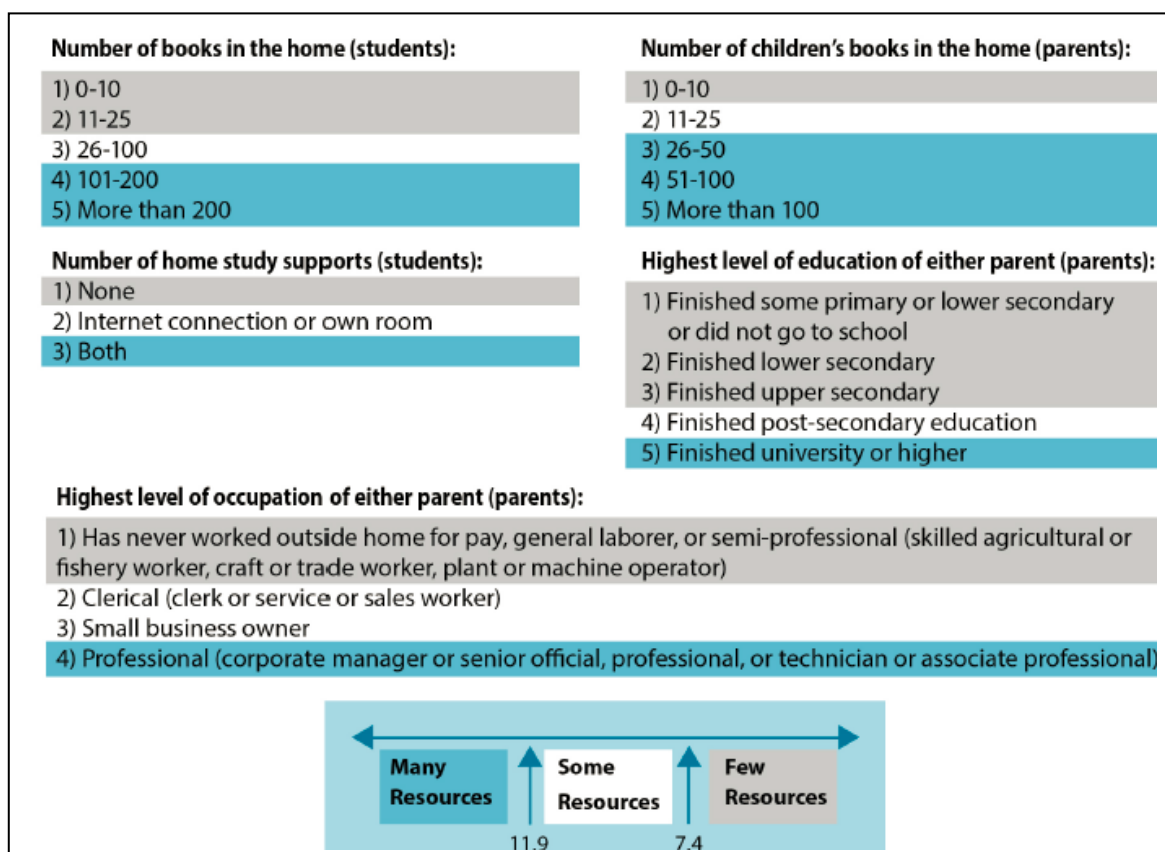 Number of books in the home (students):
1) 0-10
2) 11-25
3) 26-100
4) 101-200
5) More than 200
Number of children's books in the home (parents):
1) 0-10
2) 11-25
3) 26-50
4) 51-100
5) More than 100
Number of home study supports (students):
1) None
2) Internet connection or own room
3) Both
Highest level of education of either parent (parents):
1) Finished some primary or lower secondary
or did not go to school
2) Finished lower secondary
3) Finished upper secondary
4) Finished post-secondary education
5) Finished university or higher
Highest level of occupation of either parent (parents):
1) Has never worked outside home for pay, general laborer, or semi-professional (skilled agricultural or
fishery worker, craft or trade worker, plant or machine operator)
2) Clerical (clerk or service or sales worker)
3) Small business owner
4) Professional (corporate manager or senior official, professional, or technician or associate professional)
Many
Resources
Some
Resources
Few
Resources
11.9
7.4